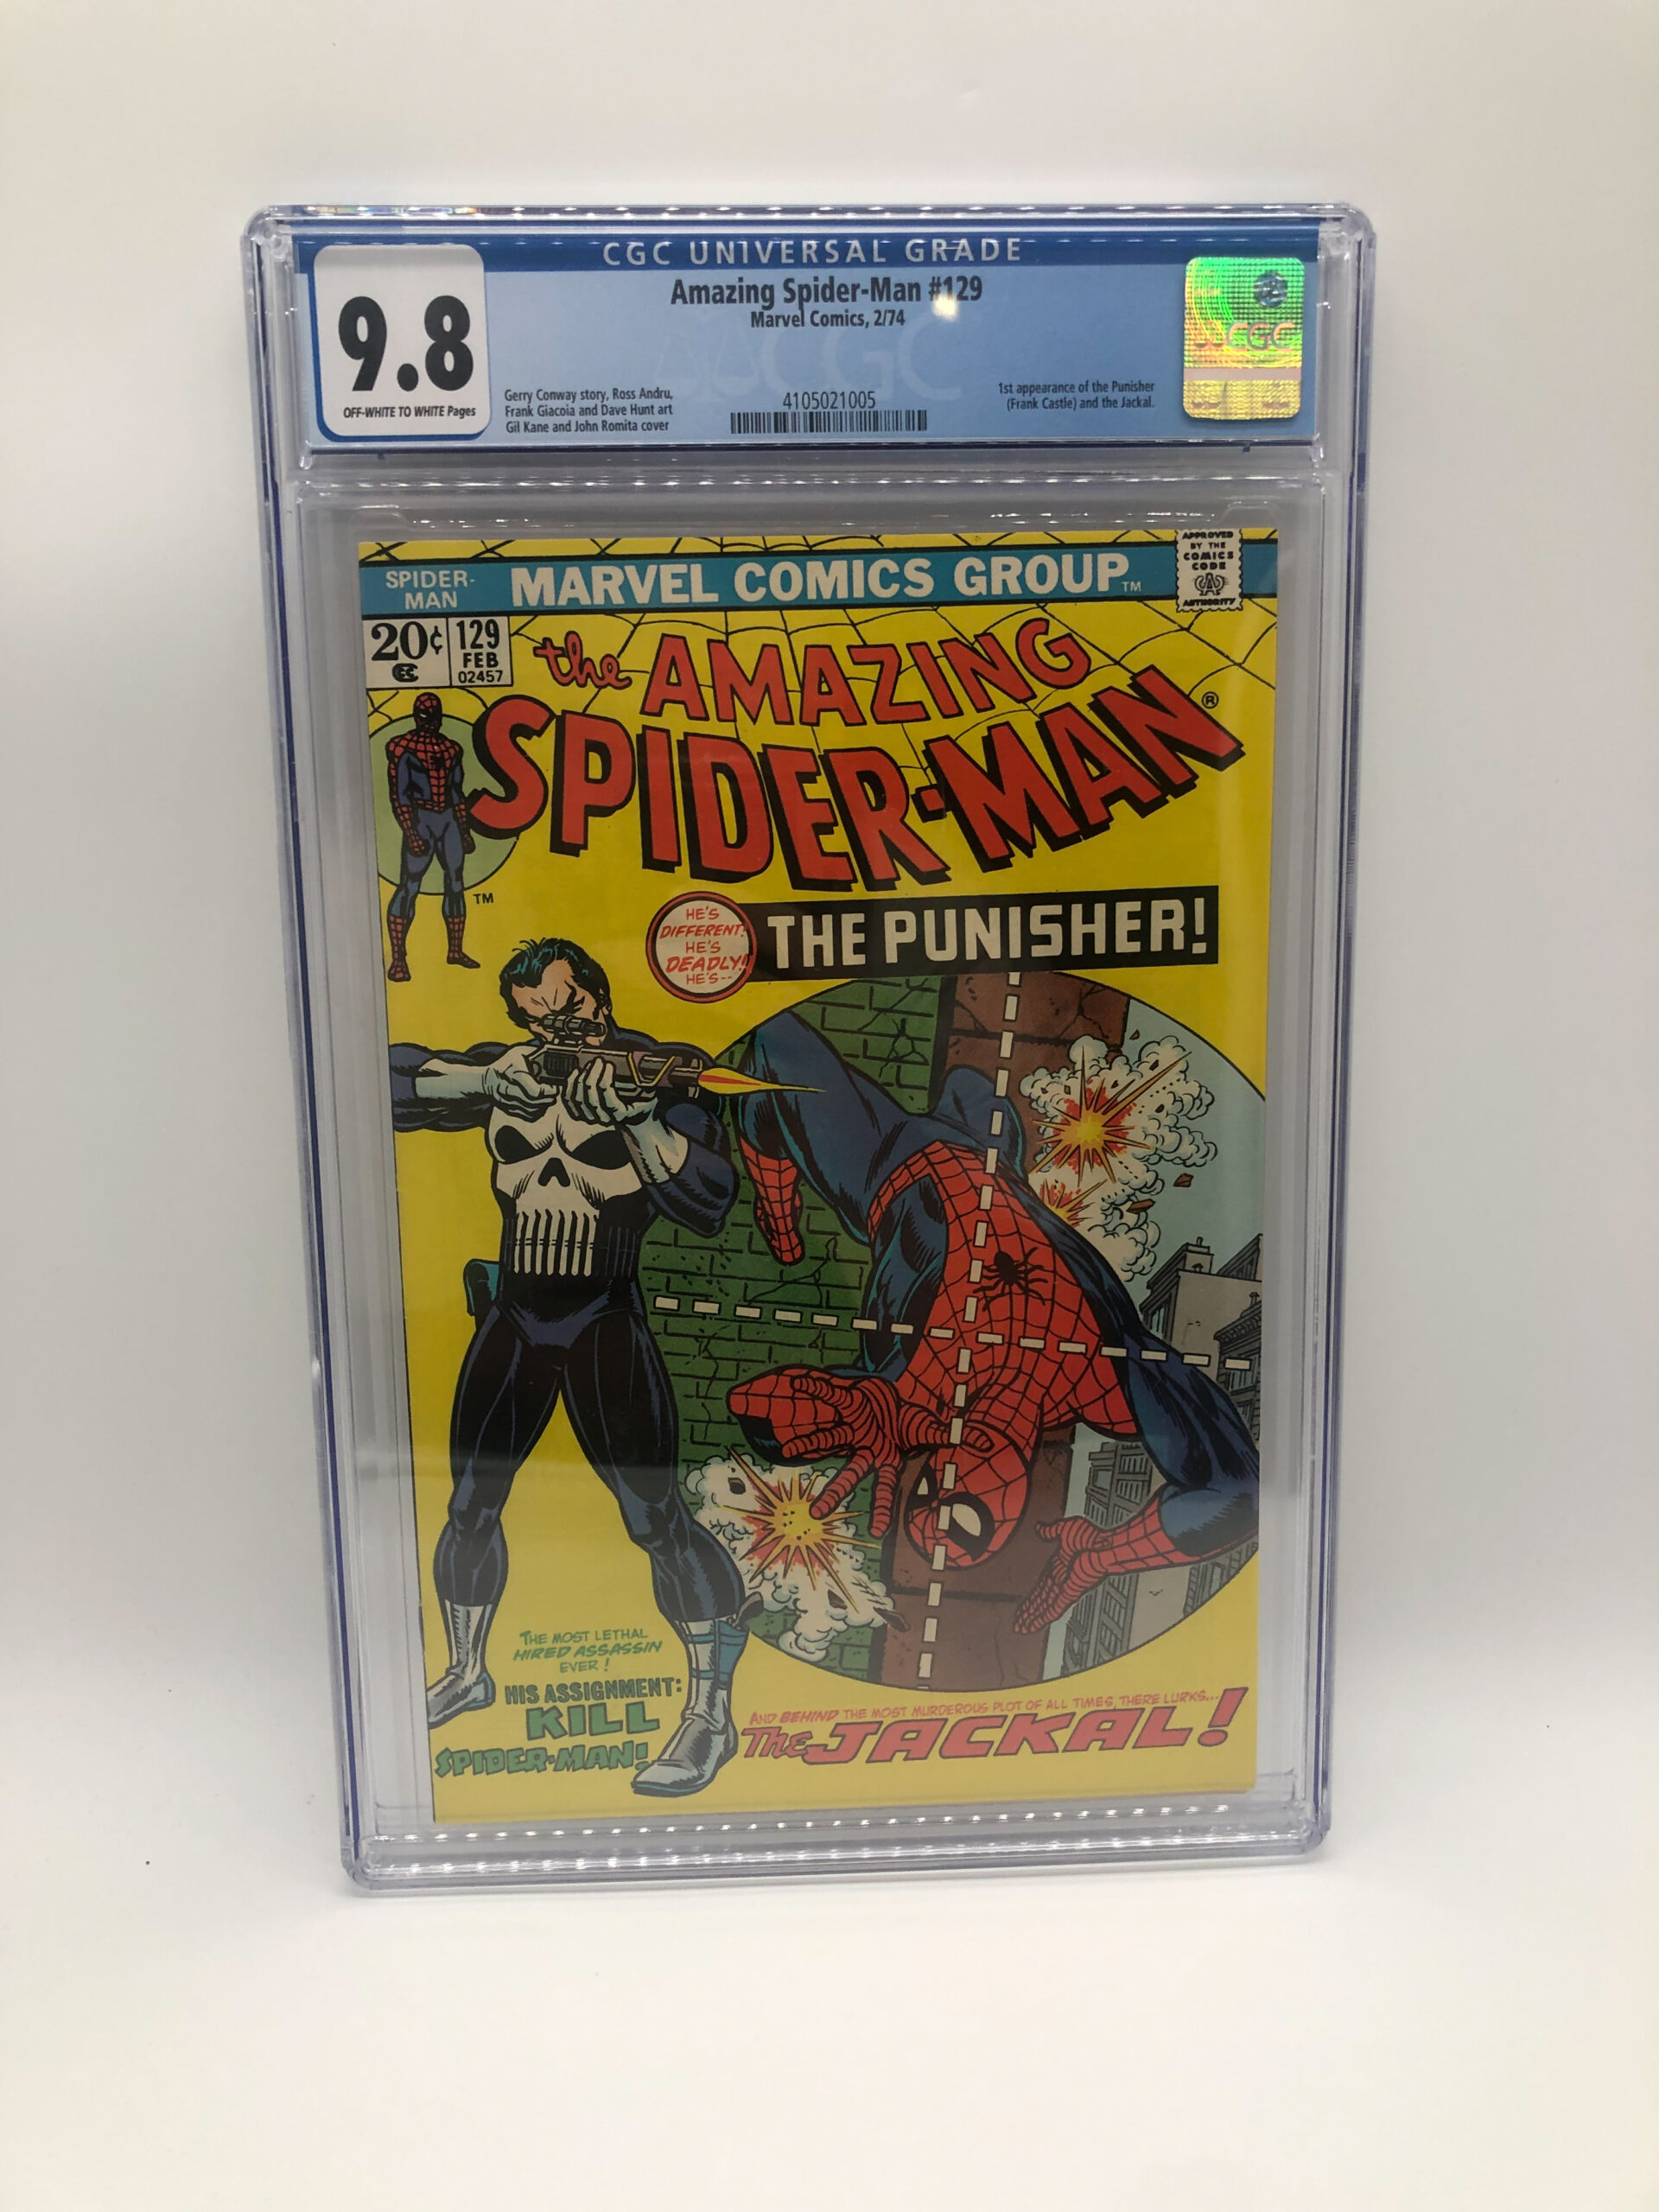 CGC UNIVERSAL GRADE
Amazing Spider-Man #129
Marvel Comics, 2/74
9.8
OFF-WHITE TO WHITE Pages
Gerry Conway story, Ross Andru,
Frank Giacoia and Dave Hunt art
Gil Kane and John Romita cover
4105021005
1st appearance of the Punisher
(Frank Castle) and the Jackal.
CGC
CGC
SPIDER-
MAN
MARVEL COMICS GROUP TM
APPROVED
BY THE
COMICS
CODE
AUTHORITY
20¢
CC
129
FEB
02457
the AMAZING
SPIDER-MAN ®
TM
HE'S
DIFFERENT!
HE'S
DEADLY!
HE'S--
THE PUNISHER!
THE MOST LETHAL
HIRED ASSASSIN
EVER!
HIS ASSIGNMENT:
KILL
SPIDER-MAN!
AND BEHIND THE MOST MURDEROUS PLOT OF ALL TIMES, THERE LURKS...
THE JACKAL!